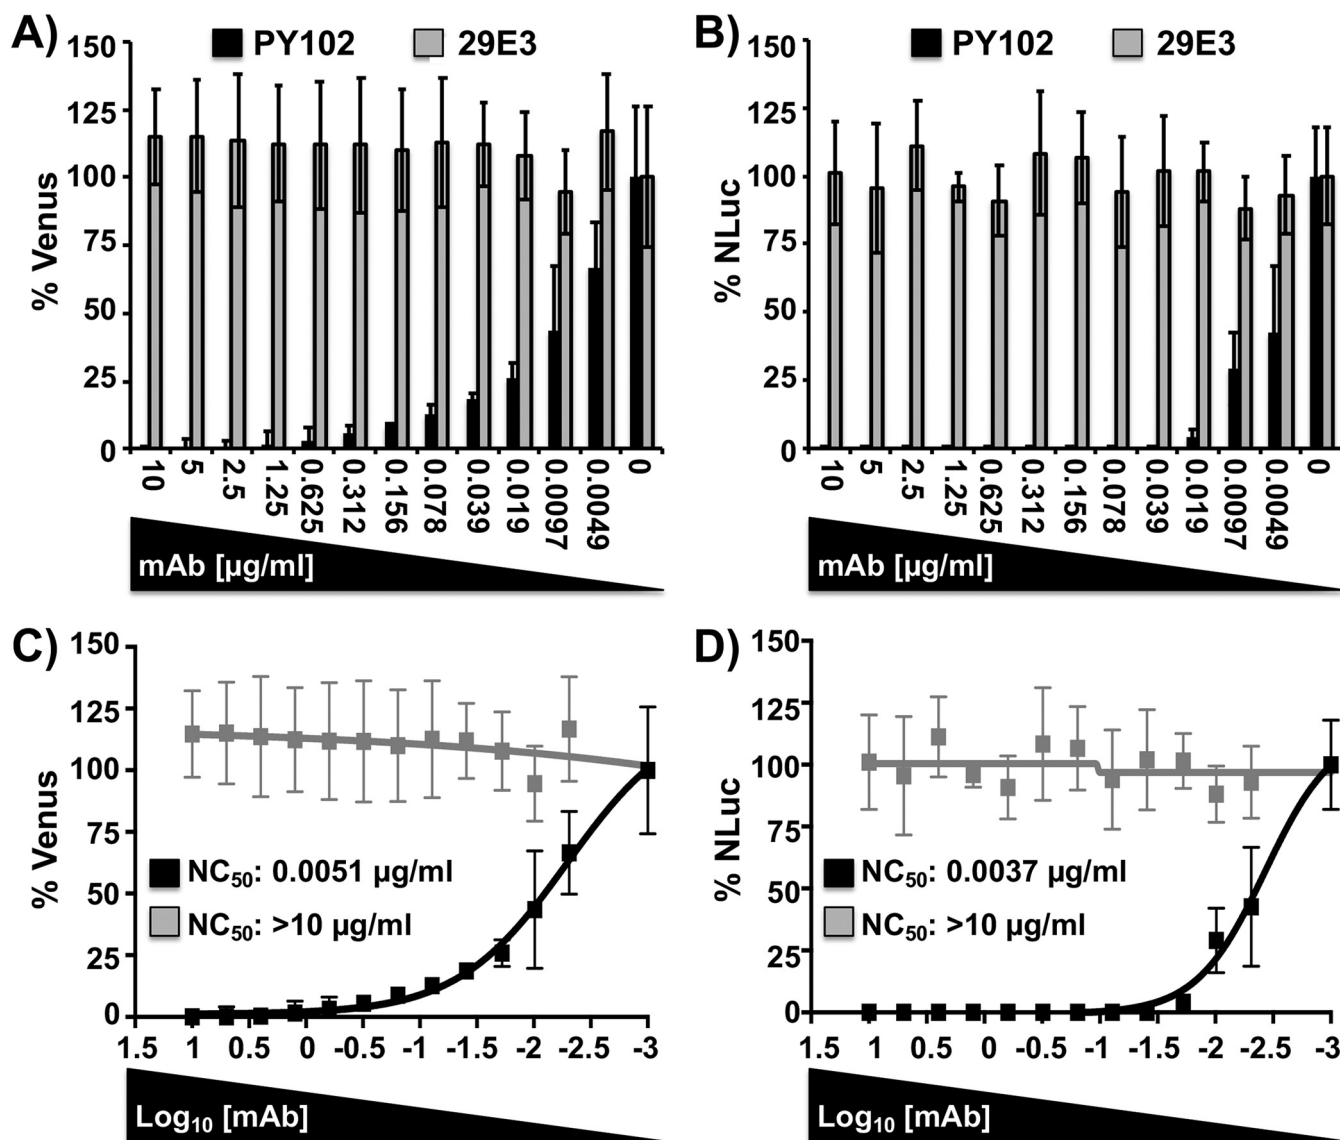 A)
PY102 29E3
% Venus
150
125
100
75
50
25
0
10 5 2.5 1.25 0.625 0.312 0.156 0.078 0.039 0.019 0.0097 0.0049 0
mAb [µg/ml]
B)
PY102 29E3
% NLuc
150
125
100
75
50
25
0
10 5 2.5 1.25 0.625 0.312 0.156 0.078 0.039 0.019 0.0097 0.0049 0
mAb [µg/ml]
C)
% Venus
150
125
100
75
50
25
0
NC50: 0.0051 µg/ml
NC50: >10 µg/ml
1.5 1 0.5 0 -0.5 -1 -1.5 -2 -2.5 -3
Log10 [mAb]
D)
% NLuc
150
125
100
75
50
25
0
NC50: 0.0037 µg/ml
NC50: >10 µg/ml
1.5 1 0.5 0 -0.5 -1 -1.5 -2 -2.5 -3
Log10 [mAb]